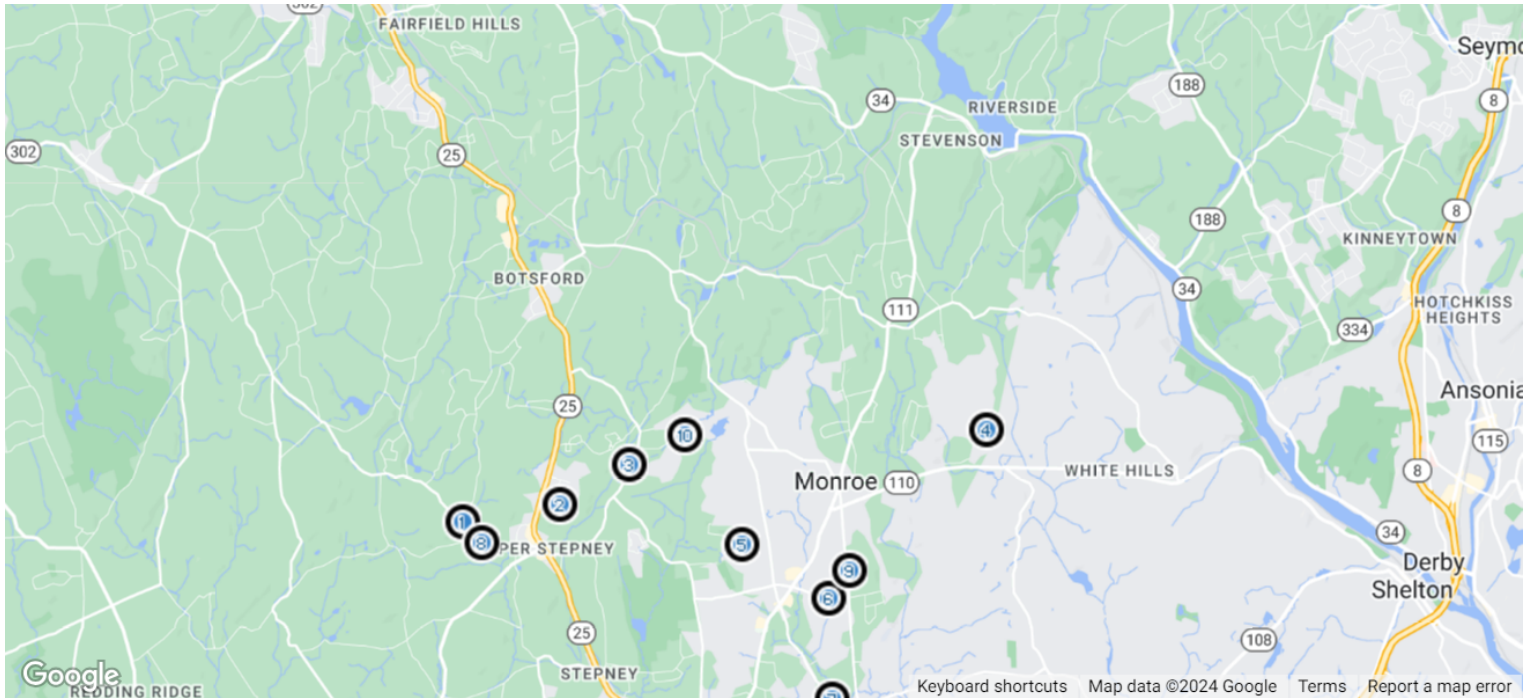 302
FAIRFIELD HILLS
Seymo
188
8
34
RIVERSIDE
STEVENSON
302
25
188
8
KINNEYTOWN
BOTSFORD
34
111
HOTCHKISS
HEIGHTS
334
Ansonia
25
10
4
115
3
WHITE HILLS
8
Monroe
110
2
1
34
8
PER STEPNEY
5
Derby
9
Shelton
6
25
108
STEPNEY
Google
REDDING RIDGE
Keyboard shortcuts
Map data ©2024 Google
Terms
Report a map error